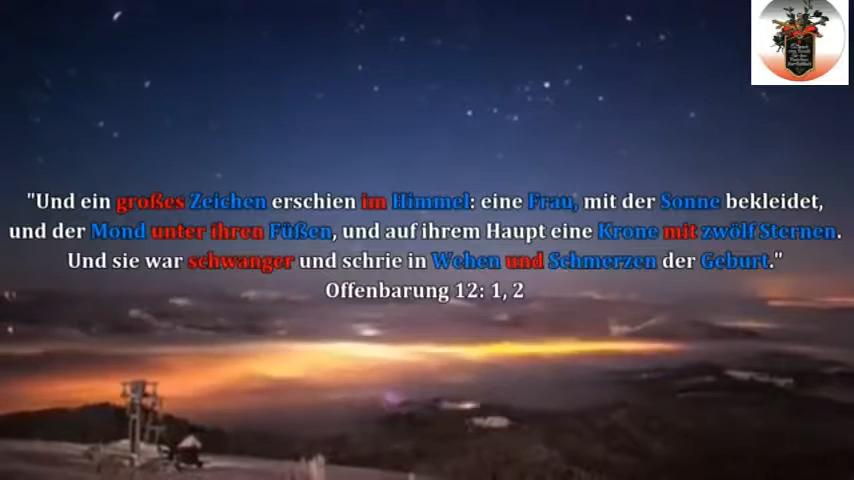 "Und ein großes Zeichen erschien im Himmel: eine Frau, mit der Sonne bekleidet,
und der Mond unter ihren Füßen, und auf ihrem Haupt eine Krone mit zwölf Sternen.
Und sie war schwanger und schrie in Wehen und Schmerzen der Geburt."
Offenbarung 12: 1, 2